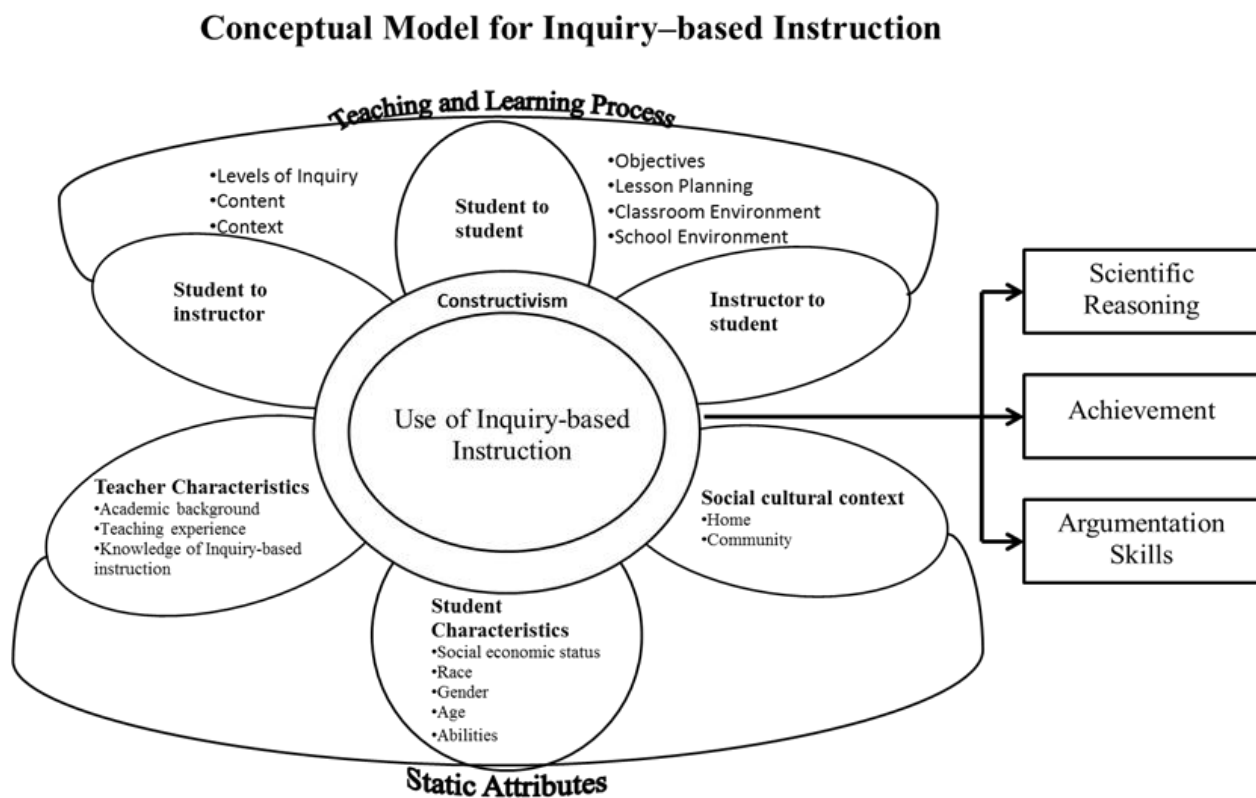 Conceptual Model for Inquiry–based Instruction
Teaching and Learning Process
•Levels of Inquiry
•Content
•Context
Student to
student
•Objectives
•Lesson Planning
•Classroom Environment
•School Environment
Student to
instructor
Constructivism
Instructor to
student
Use of Inquiry-based
Instruction
Scientific
Reasoning
Achievement
Argumentation
Skills
Teacher Characteristics
•Academic background
•Teaching experience
•Knowledge of Inquiry-based
instruction
Social cultural context
•Home
•Community
Student
Characteristics
•Social economic status
•Race
•Gender
•Age
•Abilities
Static Attributes